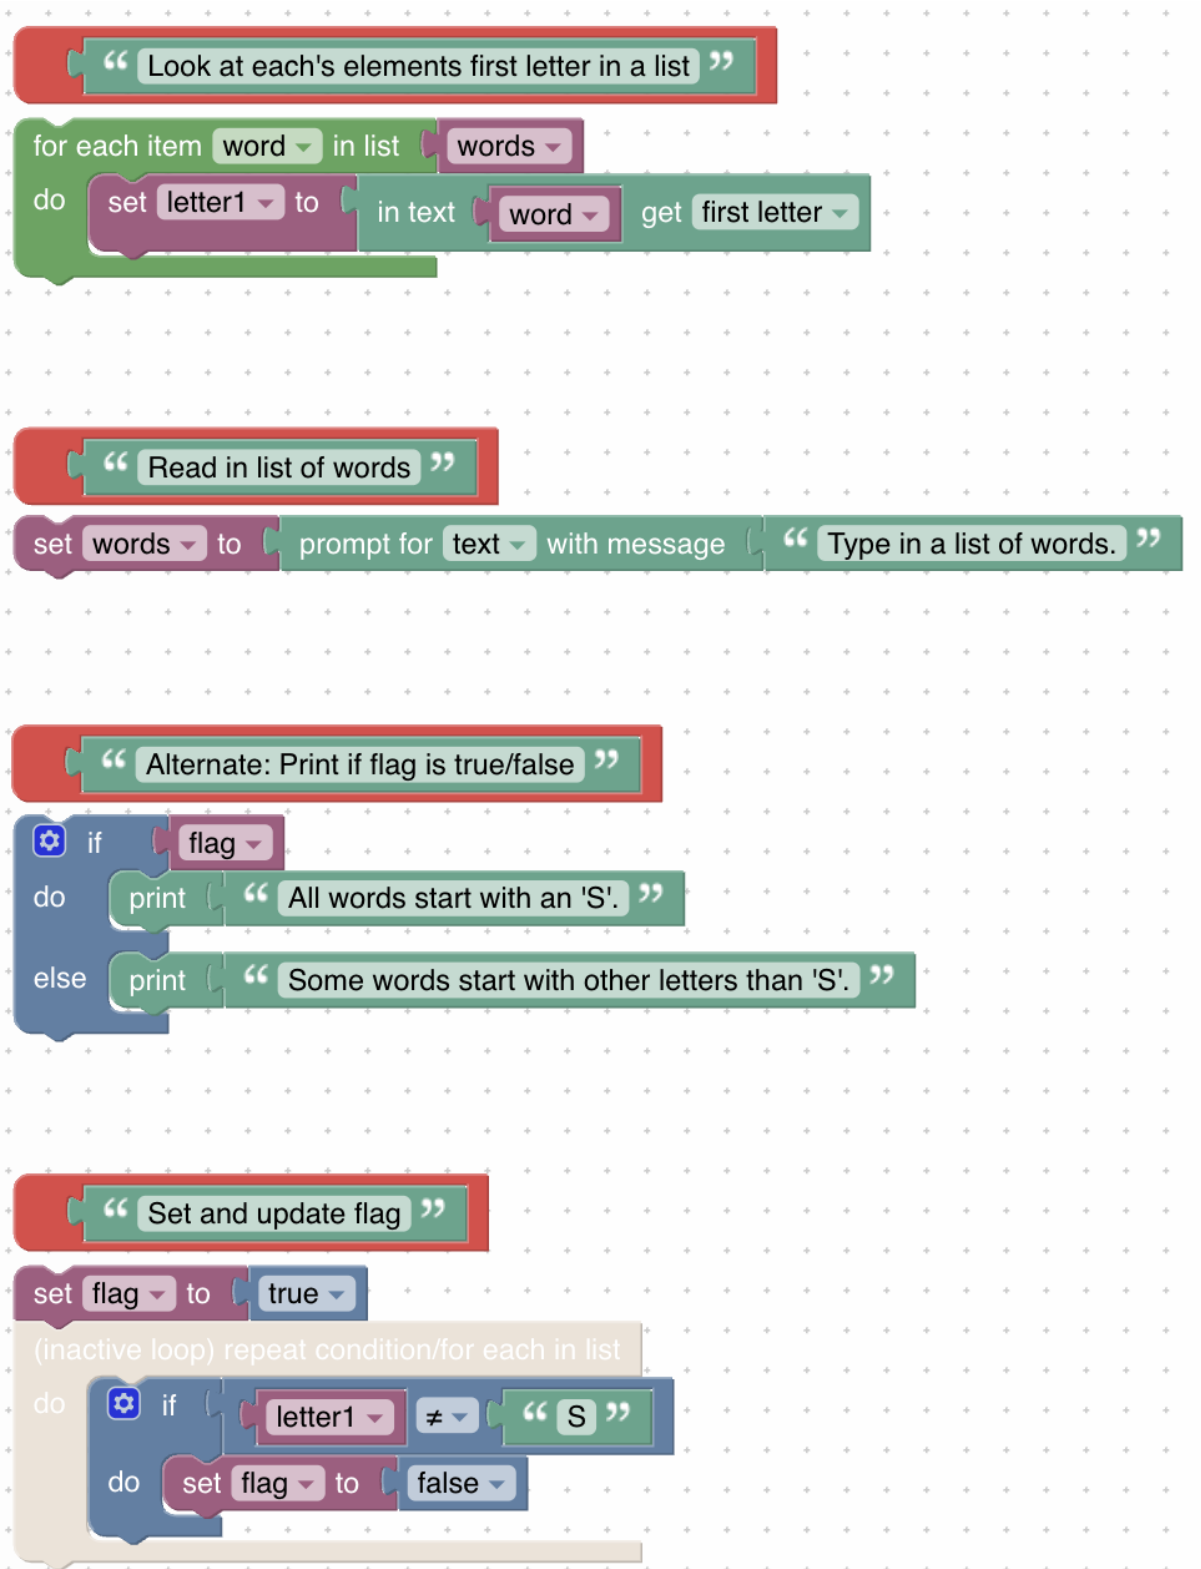 “ Look at each's elements first letter in a list ”
for each item word in list words
do set letter1 to in text word get first letter
“ Read in list of words ”
set words to prompt for text with message “ Type in a list of words. ”
“ Alternate: Print if flag is true/false ”
if flag
do print “ All words start with an 'S'. ”
else print “ Some words start with other letters than 'S'. ”
“ Set and update flag ”
set flag to true
(inactive loop) repeat condition/for each in list
do if letter1 ≠ “ S ”
do set flag to false